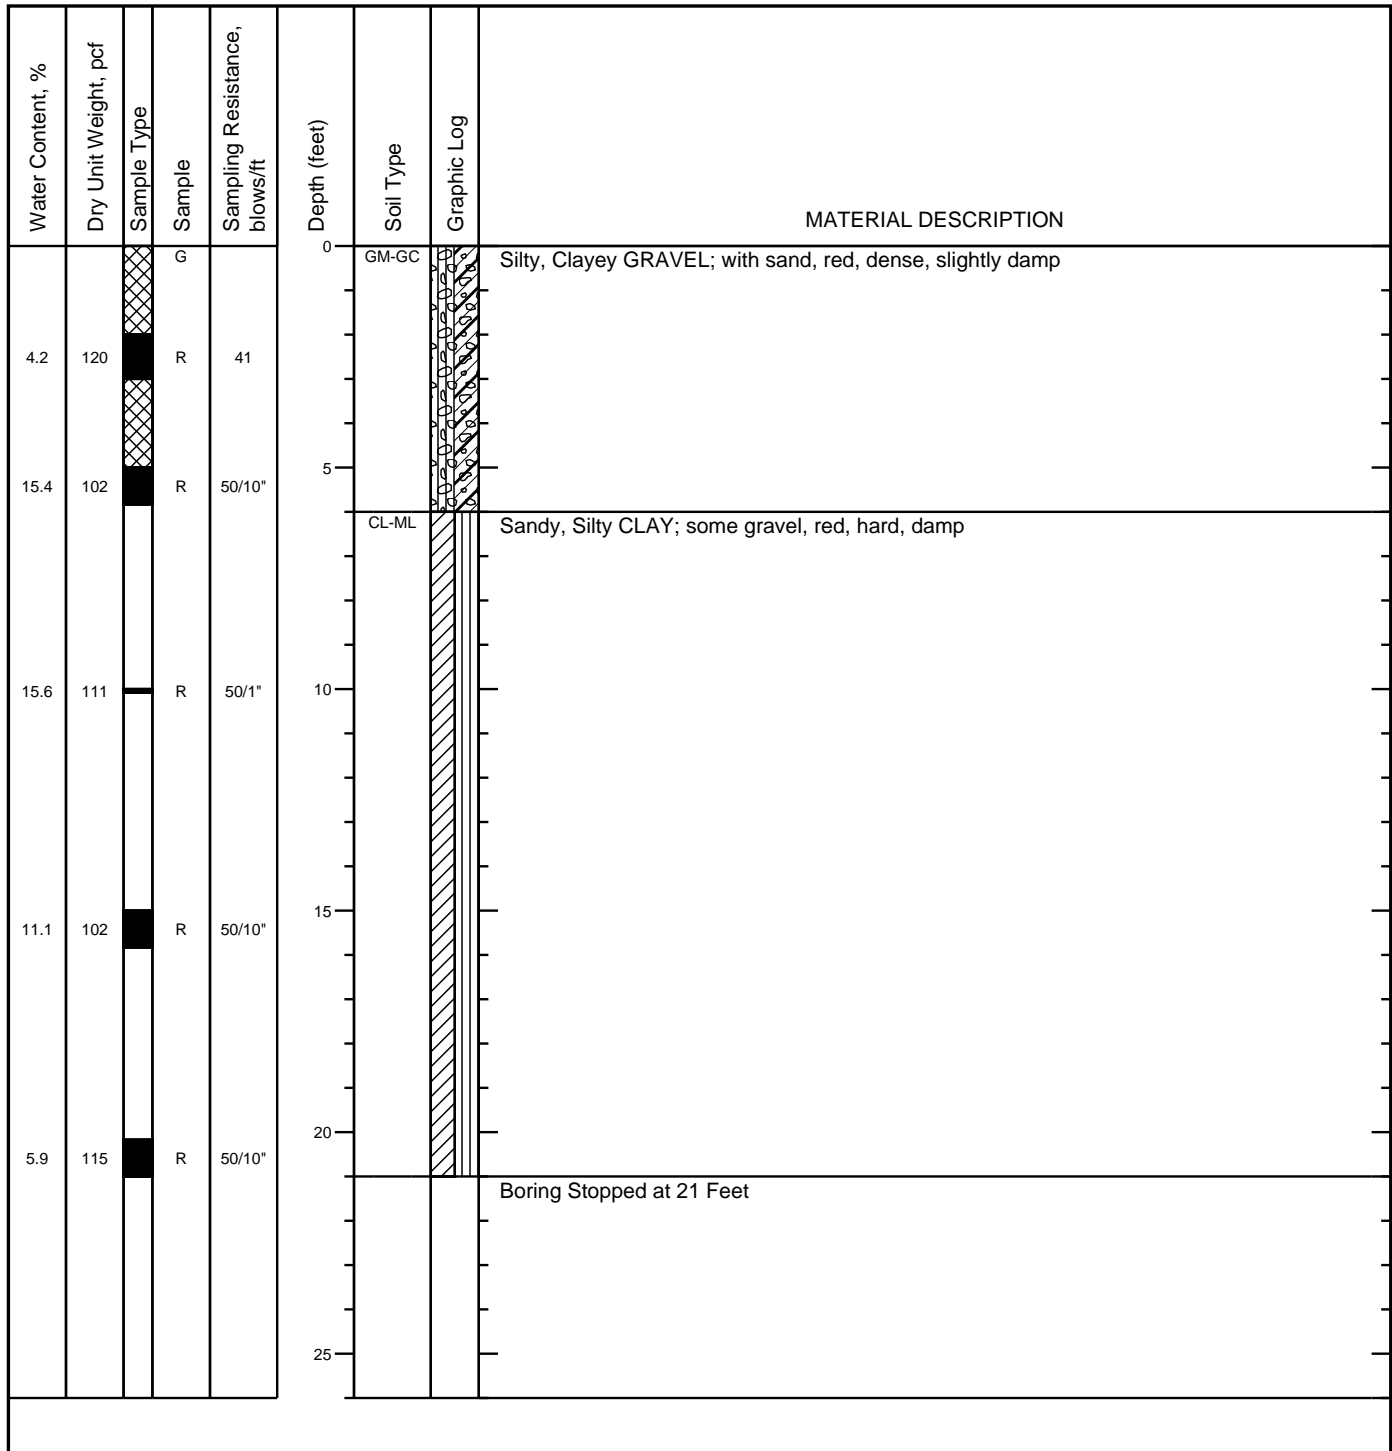 Water Content, %
Dry Unit Weight, pcf
Sample Type
Sample
Sampling Resistance,
blows/ft
Depth (feet)
Soil Type
Graphic Log
MATERIAL DESCRIPTION
G 0 GM-GC Silty, Clayey GRAVEL; with sand, red, dense, slightly damp
4.2 120 R 41
5
15.4 102 R 50/10"
CL-ML Sandy, Silty CLAY; some gravel, red, hard, damp
15.6 111 R 50/1" 10
15
11.1 102 R 50/10"
20
5.9 115 R 50/10"
Boring Stopped at 21 Feet
25